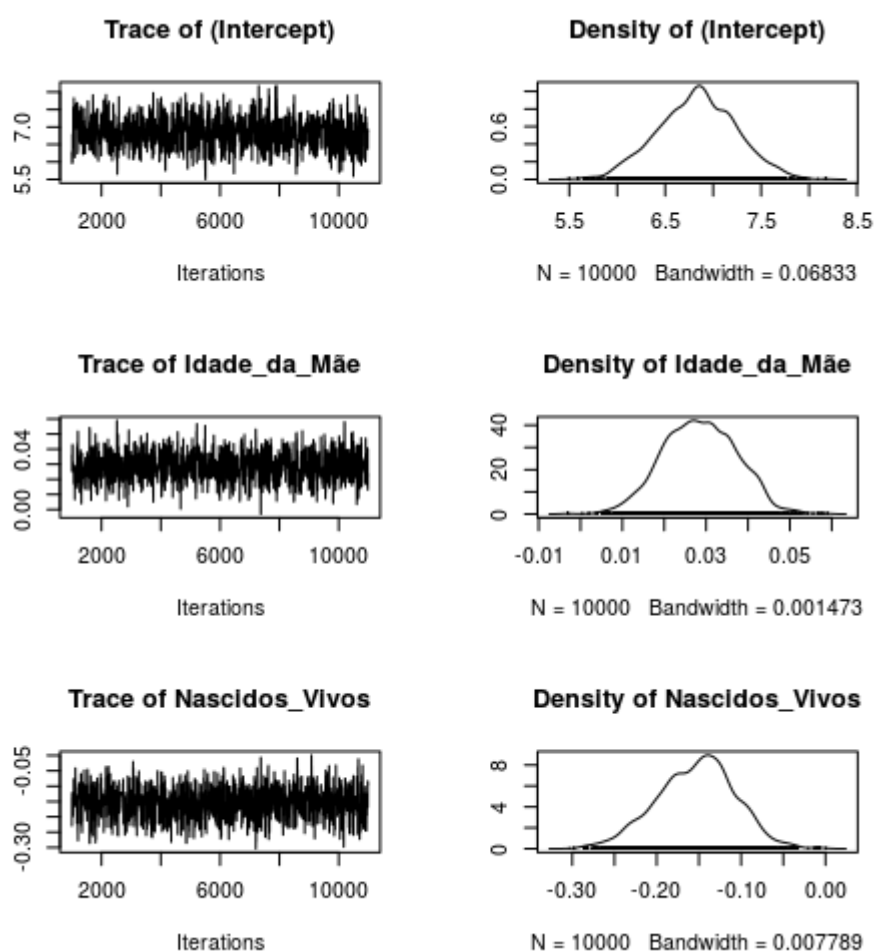 Trace of (Intercept)
5.5 7.0
2000 6000 10000
Iterations
Density of (Intercept)
0.0 0.6
5.5 6.5 7.5 8.5
N = 10000 Bandwidth = 0.06833
Trace of Idade_da_Mãe
0.00 0.04
2000 6000 10000
Iterations
Density of Idade_da_Mãe
0 20 40
-0.01 0.01 0.03 0.05
N = 10000 Bandwidth = 0.001473
Trace of Nascidos_Vivos
-0.30 -0.05
2000 6000 10000
Iterations
Density of Nascidos_Vivos
0 4 8
-0.30 -0.20 -0.10 0.00
N = 10000 Bandwidth = 0.007789